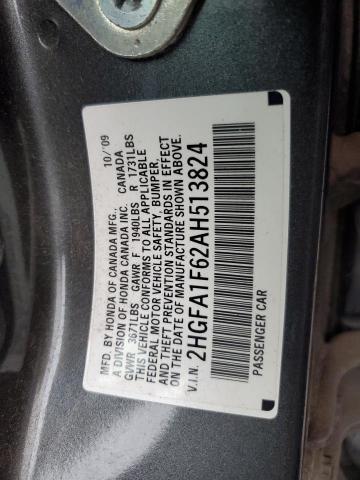 MFD. BY HONDA OF CANADA MFG., 10/'09
A DIVISION OF HONDA CANADA INC. CANADA
GVWR 3671LBS GAWR F 1940LBS R 1731LBS
THIS VEHICLE CONFORMS TO ALL APPLICABLE
FEDERAL MOTOR VEHICLE SAFETY, BUMPER,
AND THEFT PREVENTION STANDARDS IN EFFECT
ON THE DATE OF MANUFACTURE SHOWN ABOVE.
V.I.N. 2HGFA1F62AH513824
PASSENGER CAR